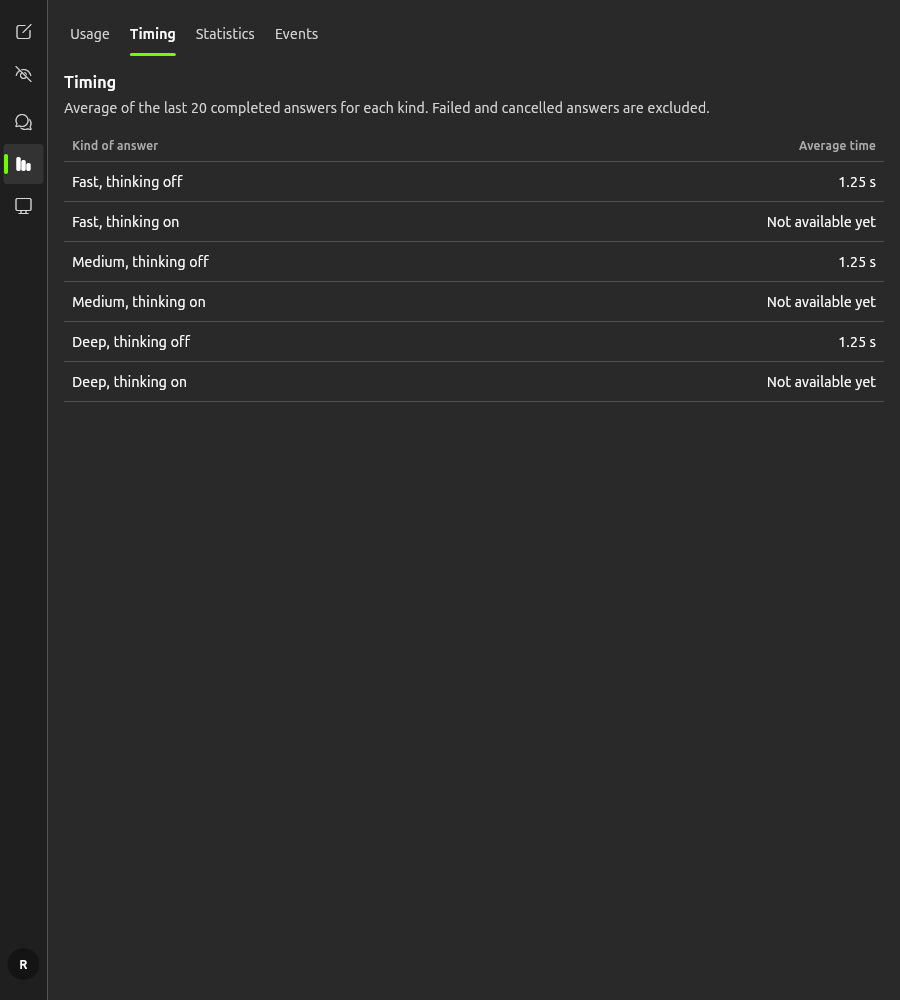 Usage Timing Statistics Events
Timing
Average of the last 20 completed answers for each kind. Failed and cancelled answers are excluded.
Kind of answer Average time
Fast, thinking off 1.25 s
Fast, thinking on Not available yet
Medium, thinking off 1.25 s
Medium, thinking on Not available yet
Deep, thinking off 1.25 s
Deep, thinking on Not available yet
R